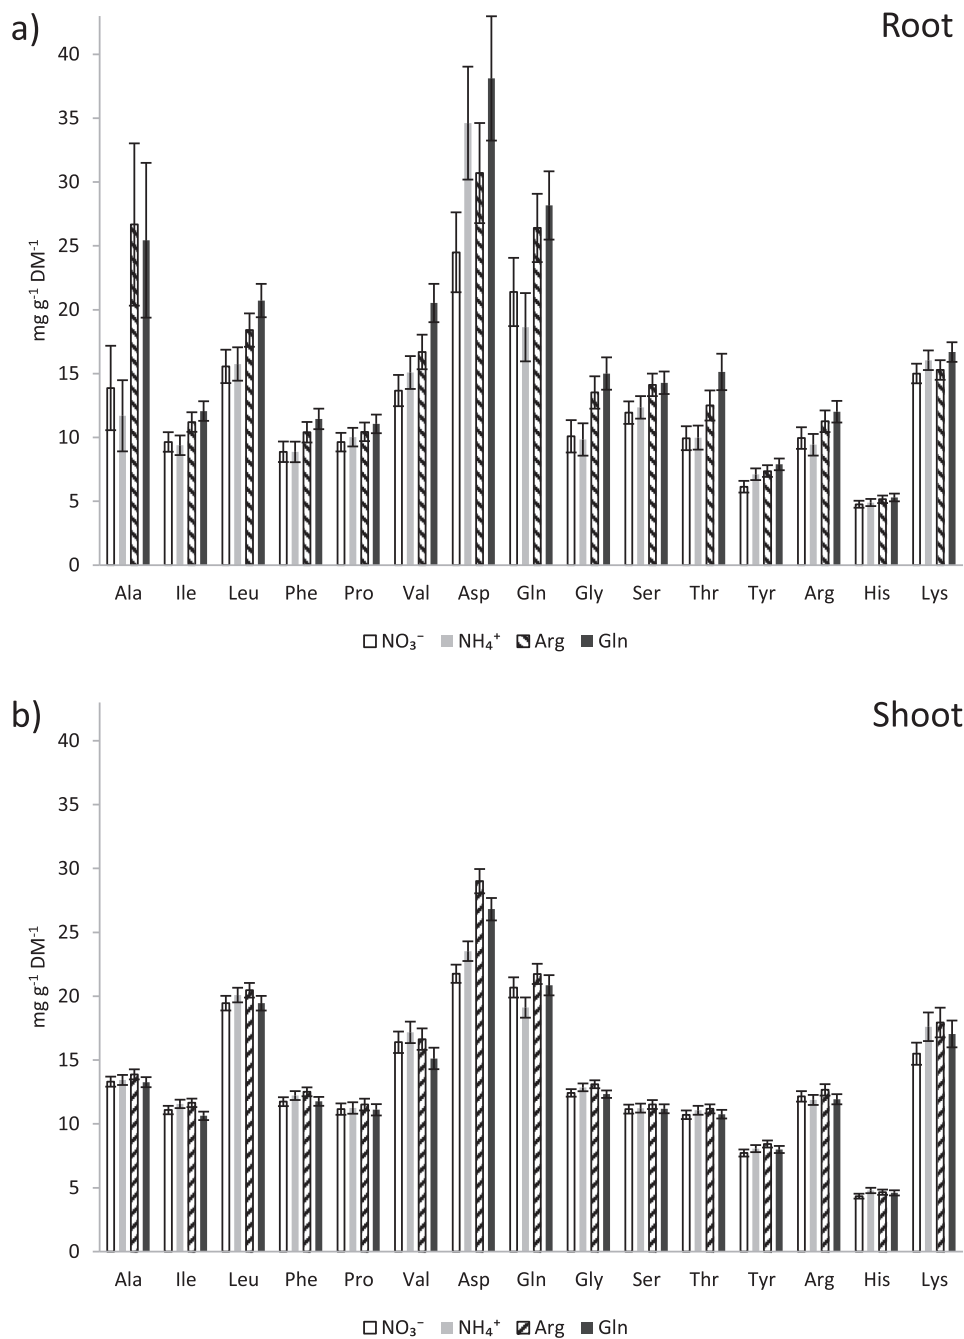 a)
Root
mg g⁻¹ DM⁻¹
40
35
30
25
20
15
10
5
0
Ala Ile Leu Phe Pro Val Asp Gln Gly Ser Thr Tyr Arg His Lys
NO₃⁻ NH₄⁺ Arg Gln
b)
Shoot
mg g⁻¹ DM⁻¹
40
35
30
25
20
15
10
5
0
Ala Ile Leu Phe Pro Val Asp Gln Gly Ser Thr Tyr Arg His Lys
NO₃⁻ NH₄⁺ Arg Gln